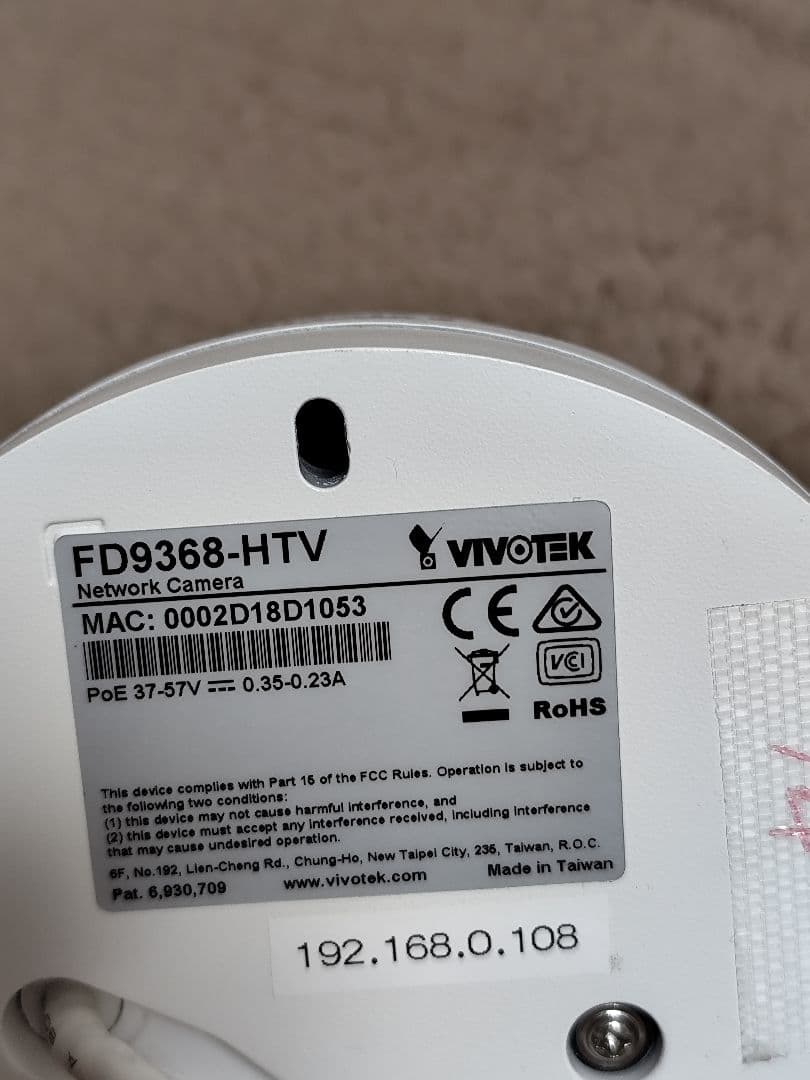 FD9368-HTV
VIVOTEK
Network Camera
MAC: 0002D18D1053
CE
PoE 37-57V ⎓ 0.35-0.23A
VCCI
RoHS
This device complies with Part 15 of the FCC Rules. Operation is subject to
the following two conditions:
(1) this device may not cause harmful interference, and
(2) this device must accept any interference received, including interference
that may cause undesired operation.
6F, No.192, Lien-Cheng Rd., Chung-Ho, New Taipei City, 235, Taiwan, R.O.C.
Pat. 6,930,709
www.vivotek.com
Made in Taiwan
192.168.0.108